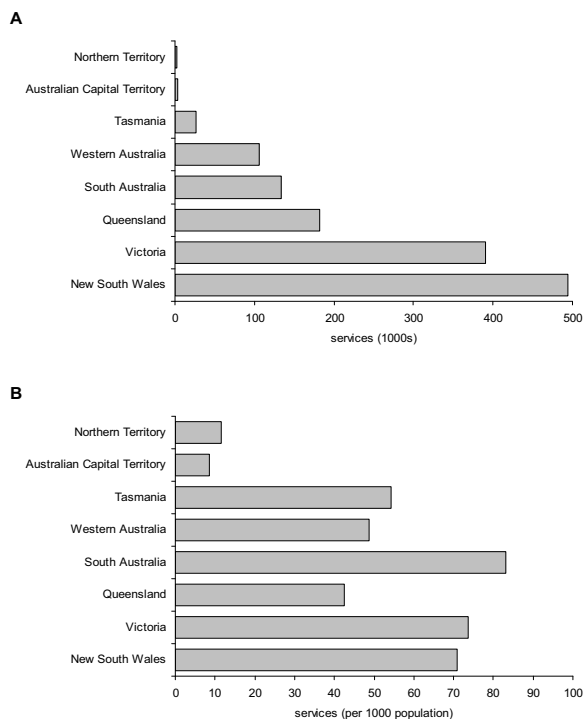 A
Northern Territory
Australian Capital Territory
Tasmania
Western Australia
South Australia
Queensland
Victoria
New South Wales
0 100 200 300 400 500
services (1000s)
B
Northern Territory
Australian Capital Territory
Tasmania
Western Australia
South Australia
Queensland
Victoria
New South Wales
0 10 20 30 40 50 60 70 80 90 100
services (per 1000 population)